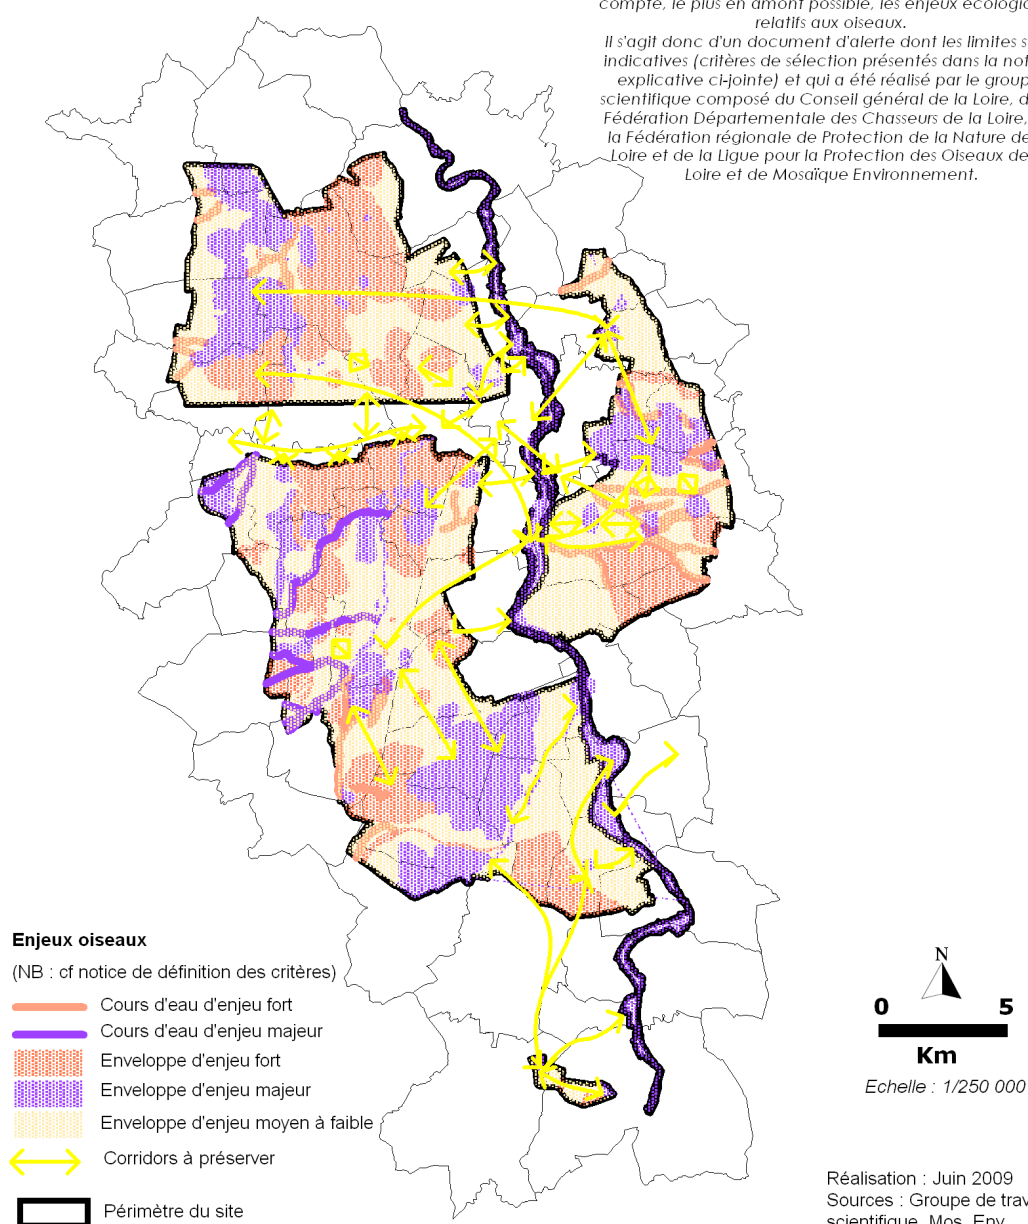 compte, le plus en amont possible, les enjeux écologi
relatifs aux oiseaux.
Il s'agit donc d'un document d'alerte dont les limites s
indicatives (critères de sélection présentés dans la not
explicative ci-jointe) et qui a été réalisé par le group
scientifique composé du Conseil général de la Loire, d
Fédération Départementale des Chasseurs de la Loire,
la Fédération régionale de Protection de la Nature de
Loire et de la Ligue pour la Protection des Oiseaux de
Loire et de Mosaïque Environnement.
Enjeux oiseaux
(NB : cf notice de définition des critères)
Cours d'eau d'enjeu fort
Cours d'eau d'enjeu majeur
Enveloppe d'enjeu fort
Enveloppe d'enjeu majeur
Enveloppe d'enjeu moyen à faible
Corridors à préserver
Périmètre du site
N
0 5
Km
Echelle : 1/250 000
Réalisation : Juin 2009
Sources : Groupe de trav
scientifique, Mos. Env.